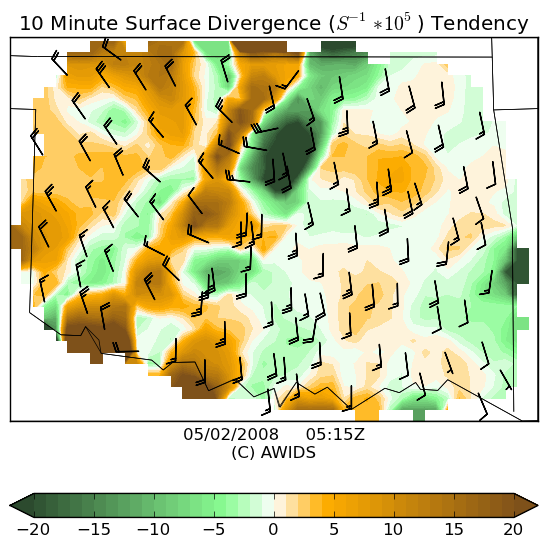 10 Minute Surface Divergence (S⁻¹ *10⁵ ) Tendency
05/02/2008 05:15Z
(C) AWIDS
−20 −15 −10 −5 0 5 10 15 20